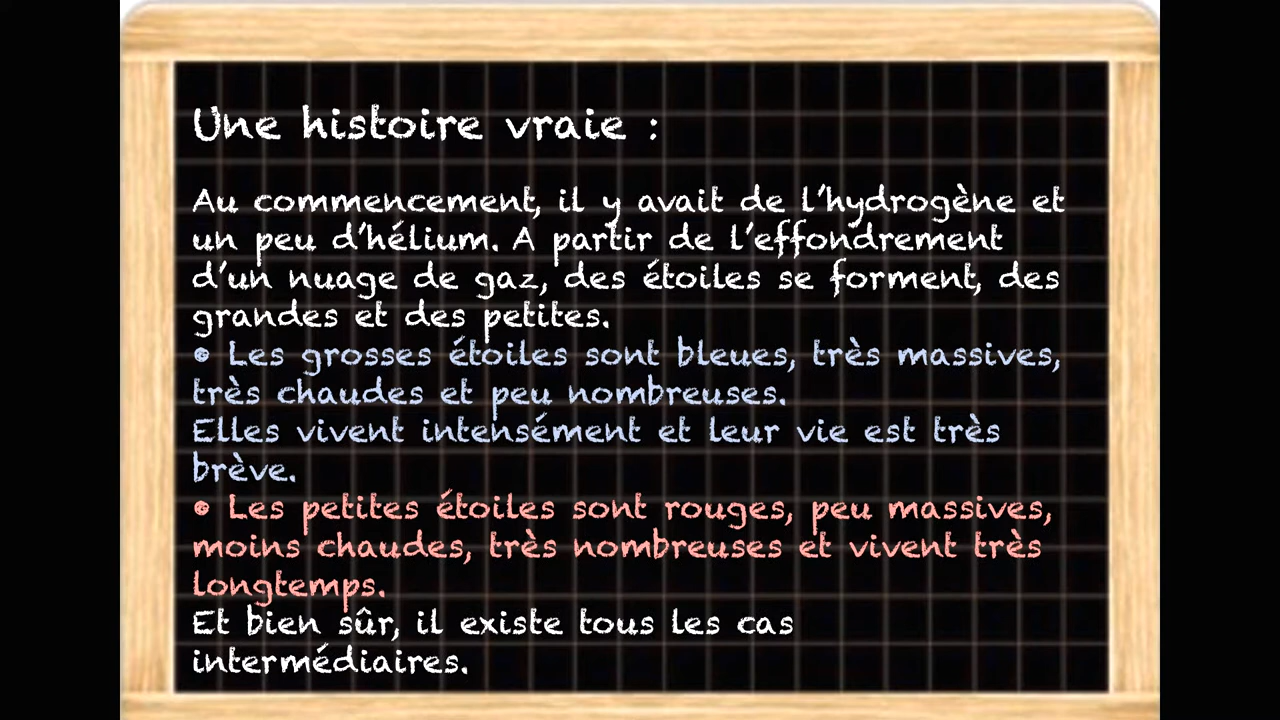 Une histoire vraie :
Au commencement, il y avait de l’hydrogène et
un peu d’hélium. A partir de l’effondrement
d’un nuage de gaz, des étoiles se forment, des
grandes et des petites.
• Les grosses étoiles sont bleues, très massives,
très chaudes et peu nombreuses.
Elles vivent intensément et leur vie est très
brève.
• Les petites étoiles sont rouges, peu massives,
moins chaudes, très nombreuses et vivent très
longtemps.
Et bien sûr, il existe tous les cas
intermédiaires.